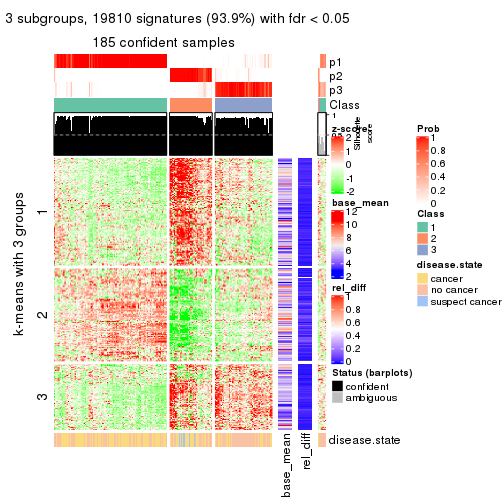 3 subgroups, 19810 signatures (93.9%) with fdr < 0.05
185 confident samples
p1
p2
p3
Class
1
0.5
0
Silhouette
score
k-means with 3 groups
1
2
3
base_mean
rel_diff
disease.state
z-score
2
1
0
-1
-2
base_mean
12
10
8
6
4
2
rel_diff
1
0.8
0.6
0.4
0.2
0
Status (barplots)
confident
ambiguous
Prob
1
0.8
0.6
0.4
0.2
0
Class
1
2
3
disease.state
cancer
no cancer
suspect cancer